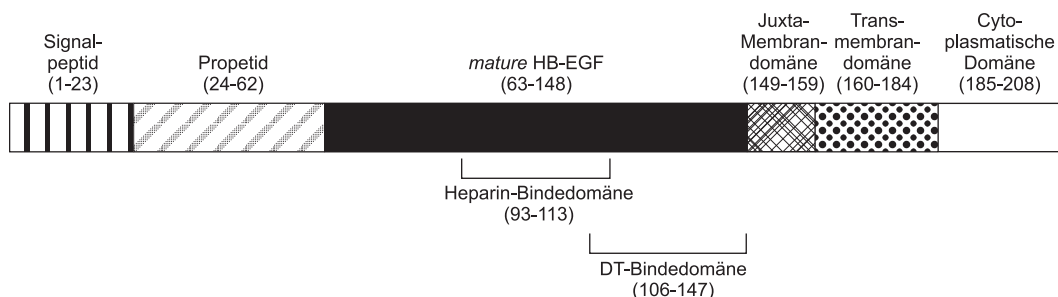 Signal-
peptid
(1-23)
Propetid
(24-62)
mature HB-EGF
(63-148)
Juxta-
Membran-
domäne
(149-159)
Trans-
membran-
domäne
(160-184)
Cyto-
plasmatische
Domäne
(185-208)
Heparin-Bindedomäne
(93-113)
DT-Bindedomäne
(106-147)